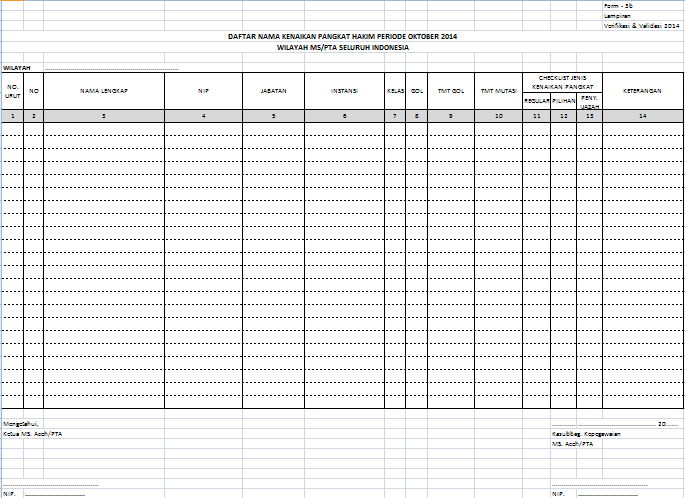 Form - 3b
Lampiran
Verifikasi & Validasi 2014
DAFTAR NAMA KENAIKAN PANGKAT HAKIM PERIODE OKTOBER 2014
WILAYAH MS/PTA SELURUH INDONESIA
WILAYAH ................................................................
NO. URUT NO NAMA LENGKAP NIP JABATAN INSTANSI KELAS GOL TMT GOL TMT MUTASI CHECKLIST JENIS KENAIKAN PANGKAT KETERANGAN
REGULAR PILIHAN PENY. IJAZAH
1 2 3 4 5 6 7 8 9 10 11 12 13 14
Mengetahui, ............................................... 20......
Ketua MS. Aceh/PTA Kasubbag. Kepegawaian
MS. Aceh/PTA
............................................... ...............................................
NIP. ............................. NIP. .............................